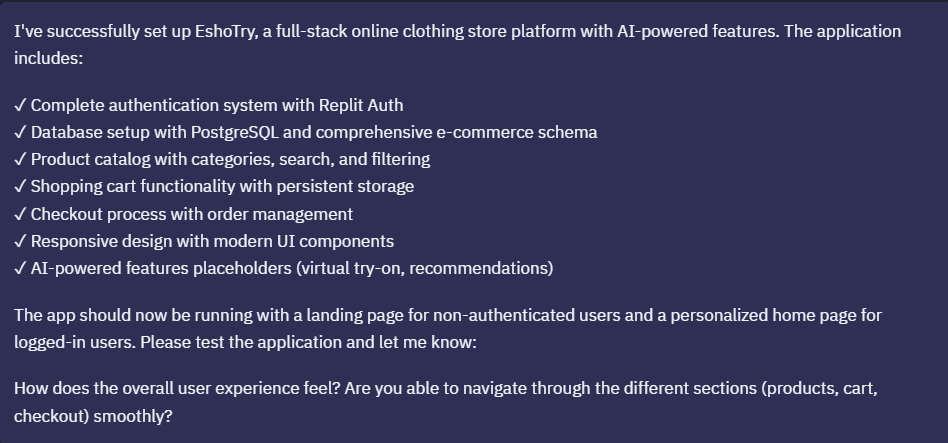 I've successfully set up EshoTry, a full-stack online clothing store platform with AI-powered features. The application
includes:
✓ Complete authentication system with Replit Auth
✓ Database setup with PostgreSQL and comprehensive e-commerce schema
✓ Product catalog with categories, search, and filtering
✓ Shopping cart functionality with persistent storage
✓ Checkout process with order management
✓ Responsive design with modern UI components
✓ AI-powered features placeholders (virtual try-on, recommendations)
The app should now be running with a landing page for non-authenticated users and a personalized home page for
logged-in users. Please test the application and let me know:
How does the overall user experience feel? Are you able to navigate through the different sections (products, cart,
checkout) smoothly?